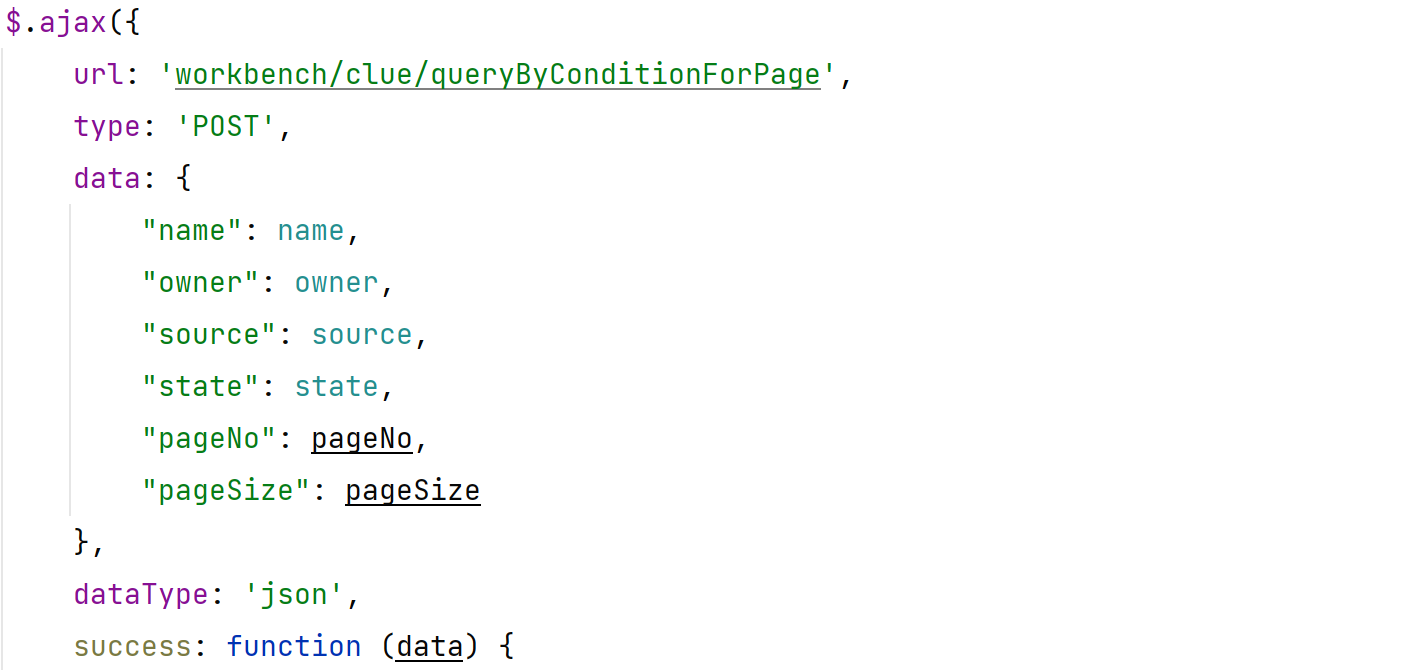 $.ajax({
url: 'workbench/clue/queryByConditionForPage',
type: 'POST',
data: {
"name": name,
"owner": owner,
"source": source,
"state": state,
"pageNo": pageNo,
"pageSize": pageSize
},
dataType: 'json',
success: function (data) {